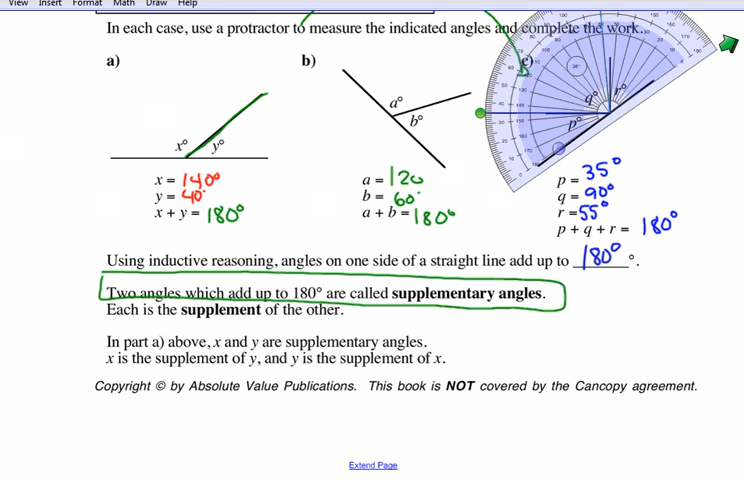 View Insert Format Math Draw Help
In each case, use a protractor to measure the indicated angles and complete the work.
a) b) c)
x° y°
a°
b°
q° r°
p°
x = 140°
y = 40°
x + y = 180°
a = 120
b = 60°
a + b = 180°
p = 35°
q = 90°
r = 55°
p + q + r = 180°
Using inductive reasoning, angles on one side of a straight line add up to 180° °.
Two angles which add up to 180° are called supplementary angles.
Each is the supplement of the other.
In part a) above, x and y are supplementary angles.
x is the supplement of y, and y is the supplement of x.
Copyright © by Absolute Value Publications. This book is NOT covered by the Cancopy agreement.
Extend Page